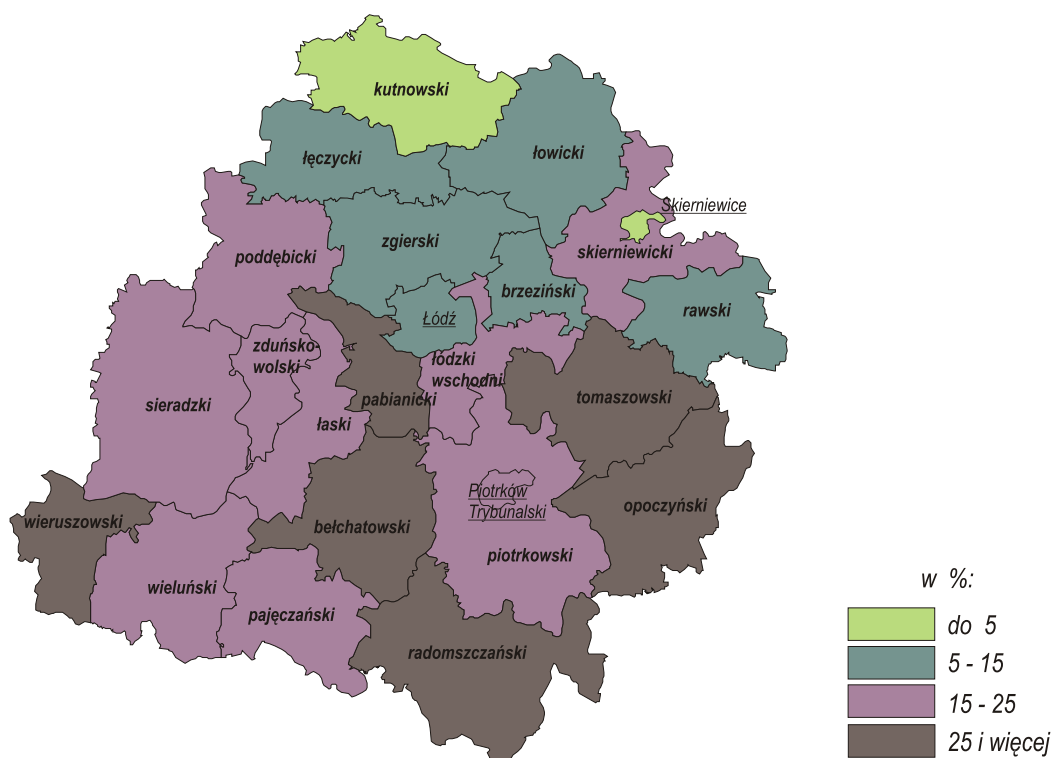 kutnowski
łęczycki
łowicki
Skierniewice
zgierski
skierniewicki
poddębicki
brzeziński
rawski
Łódź
zduńsko-
wolski
łódzki
wschodni
pabianicki
tomaszowski
sieradzki
łaski
Piotrków
Trybunalski
opoczyński
wieruszowski
bełchatowski
piotrkowski
wieluński
pajęczański
radomszczański
w %:
do 5
5 - 15
15 - 25
25 i więcej